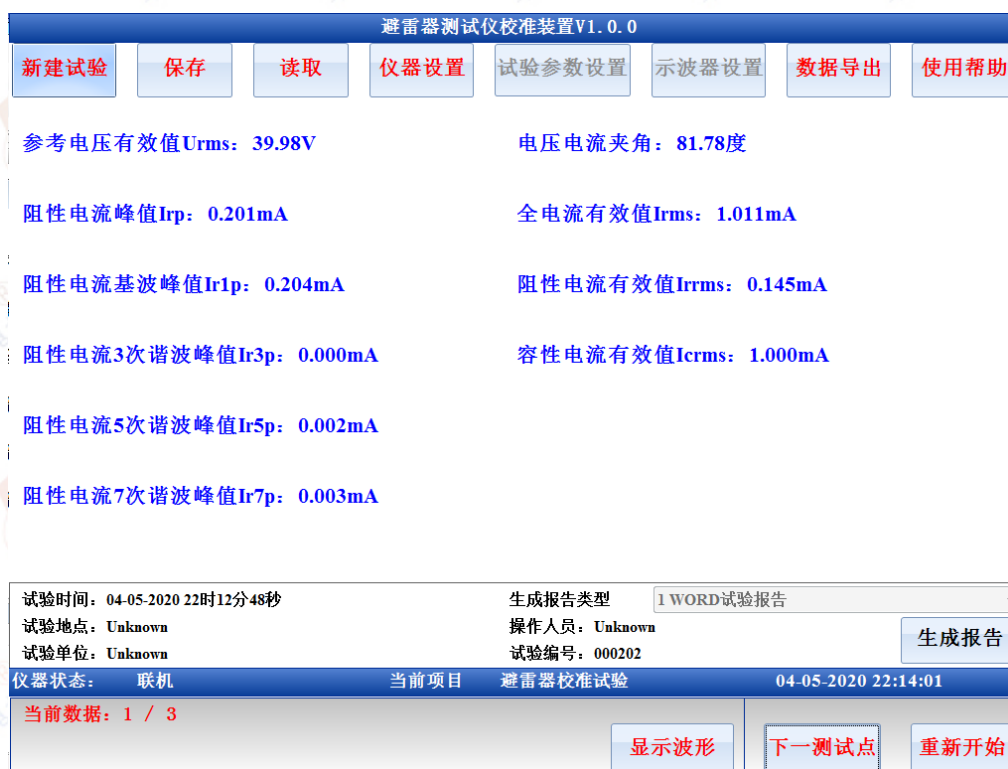 避雷器测试仪校准装置V1.0.0
新建试验 保存 读取 仪器设置 试验参数设置 示波器设置 数据导出 使用帮助
参考电压有效值Urms：39.98V 电压电流夹角：81.78度
阻性电流峰值Irp：0.201mA 全电流有效值Irms：1.011mA
阻性电流基波峰值Ir1p：0.204mA 阻性电流有效值Irrms：0.145mA
阻性电流3次谐波峰值Ir3p：0.000mA 容性电流有效值Icrms：1.000mA
阻性电流5次谐波峰值Ir5p：0.002mA
阻性电流7次谐波峰值Ir7p：0.003mA
试验时间：04-05-2020 22时12分48秒 生成报告类型 1 WORD试验报告
试验地点：Unknown 操作人员：Unknown 生成报告
试验单位：Unknown 试验编号：000202
仪器状态： 联机 当前项目 避雷器校准试验 04-05-2020 22:14:01
当前数据：1 / 3
显示波形 下一测试点 重新开始